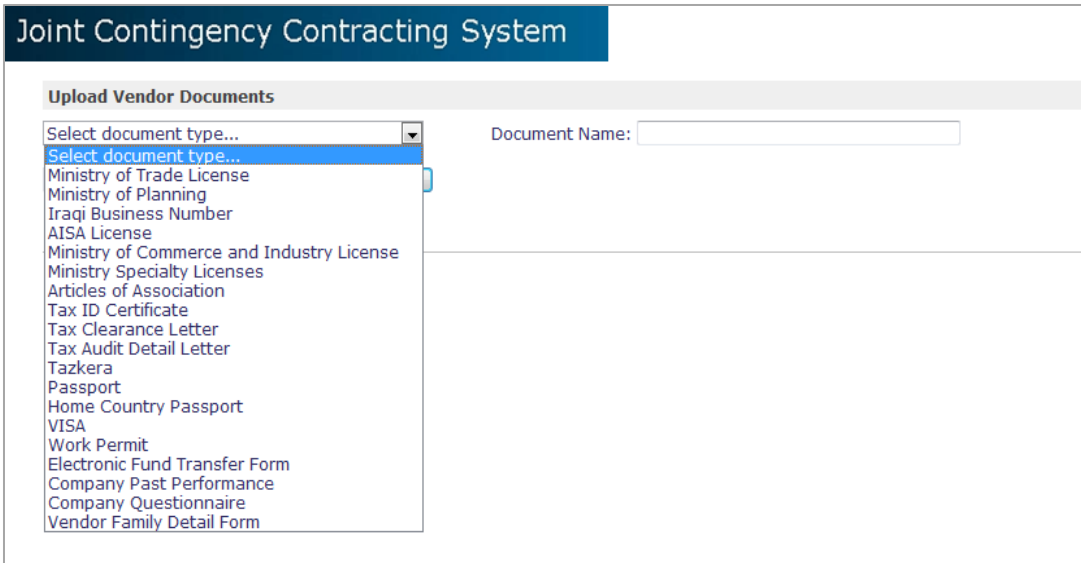 Joint Contingency Contracting System
Upload Vendor Documents
Select document type... Document Name:
Select document type...
Ministry of Trade License
Ministry of Planning
Iraqi Business Number
AISA License
Ministry of Commerce and Industry License
Ministry Specialty Licenses
Articles of Association
Tax ID Certificate
Tax Clearance Letter
Tax Audit Detail Letter
Tazkera
Passport
Home Country Passport
VISA
Work Permit
Electronic Fund Transfer Form
Company Past Performance
Company Questionnaire
Vendor Family Detail Form